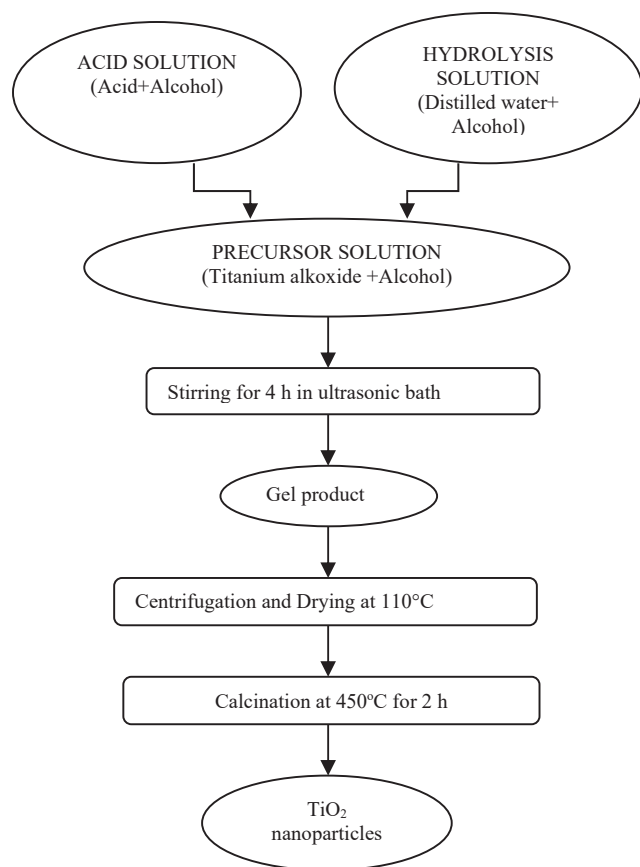 ACID SOLUTION
(Acid+Alcohol)
HYDROLYSIS
SOLUTION
(Distilled water+
Alcohol)
PRECURSOR SOLUTION
(Titanium alkoxide +Alcohol)
Stirring for 4 h in ultrasonic bath
Gel product
Centrifugation and Drying at 110°C
Calcination at 450ºC for 2 h
TiO₂
nanoparticles